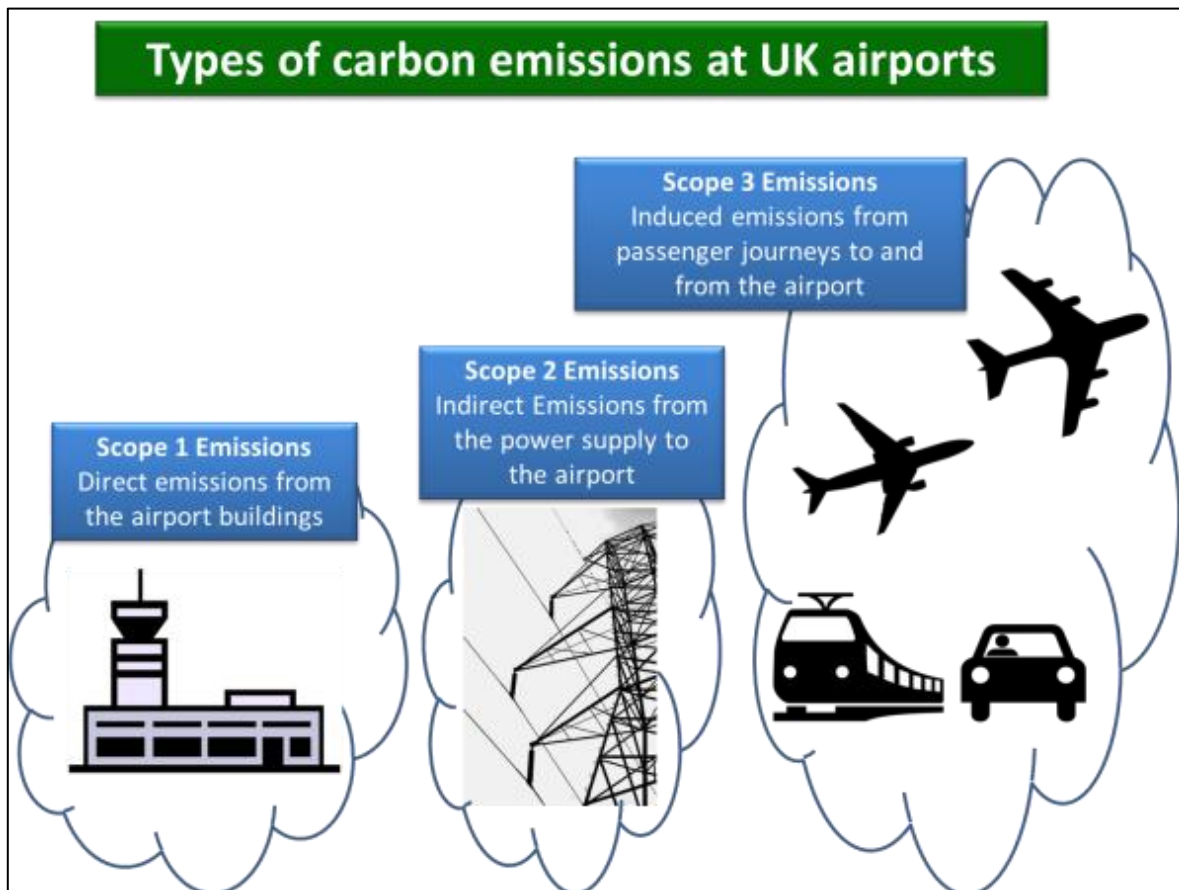 Types of carbon emissions at UK airports
Scope 1 Emissions
Direct emissions from
the airport buildings
Scope 2 Emissions
Indirect Emissions from
the power supply to
the airport
Scope 3 Emissions
Induced emissions from
passenger journeys to and
from the airport